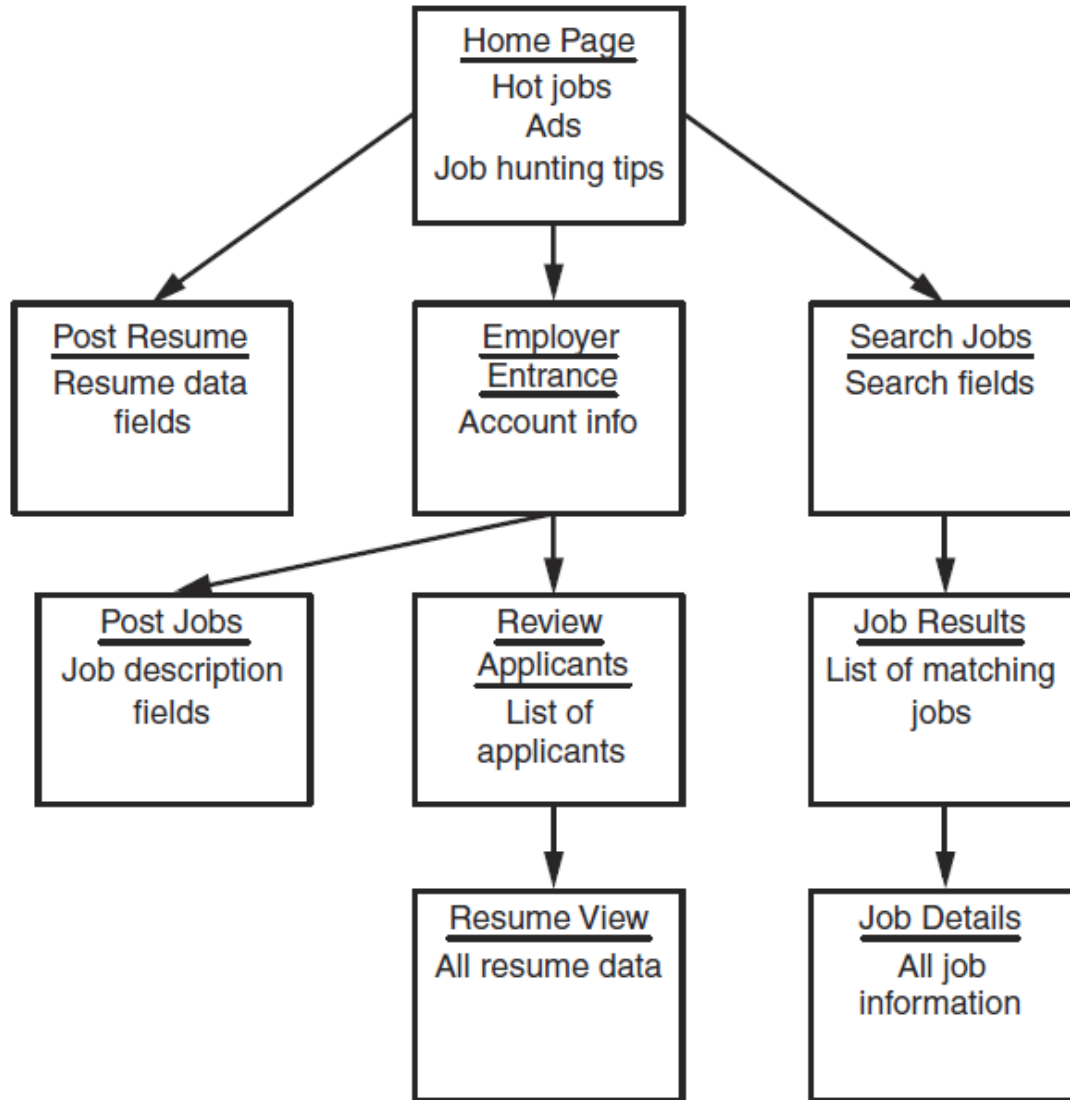 Home Page
Hot jobs
Ads
Job hunting tips
Post Resume
Resume data
fields
Employer
Entrance
Account info
Search Jobs
Search fields
Post Jobs
Job description
fields
Review
Applicants
List of
applicants
Job Results
List of matching
jobs
Resume View
All resume data
Job Details
All job
information